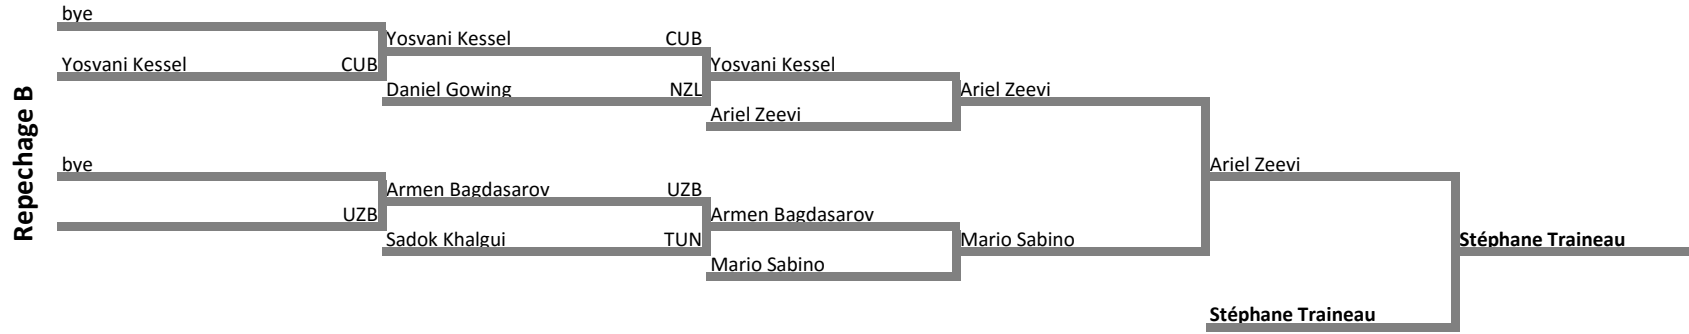 Repechage B
bye
Yosvani Kessel CUB
Yosvani Kessel CUB
Daniel Gowing NZL
Yosvani Kessel
Ariel Zeevi
Ariel Zeevi
bye
UZB
Armen Bagdasarov UZB
Sadok Khalgui TUN
Armen Bagdasarov
Mario Sabino
Mario Sabino
Ariel Zeevi
Stéphane Traineau
Stéphane Traineau